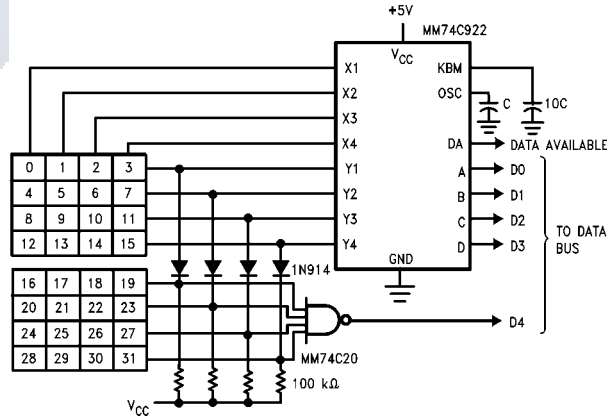 +5V
MM74C922
VCC
X1 KBM
X2 OSC C 10C
X3
X4 DA DATA AVAILABLE
0 1 2 3 Y1 A D0
4 5 6 7 Y2 B D1
8 9 10 11 Y3 C D2
12 13 14 15 Y4 D D3
TO DATA
BUS
GND
1N914
16 17 18 19
20 21 22 23
24 25 26 27
28 29 30 31
D4
MM74C20
100 kΩ
VCC